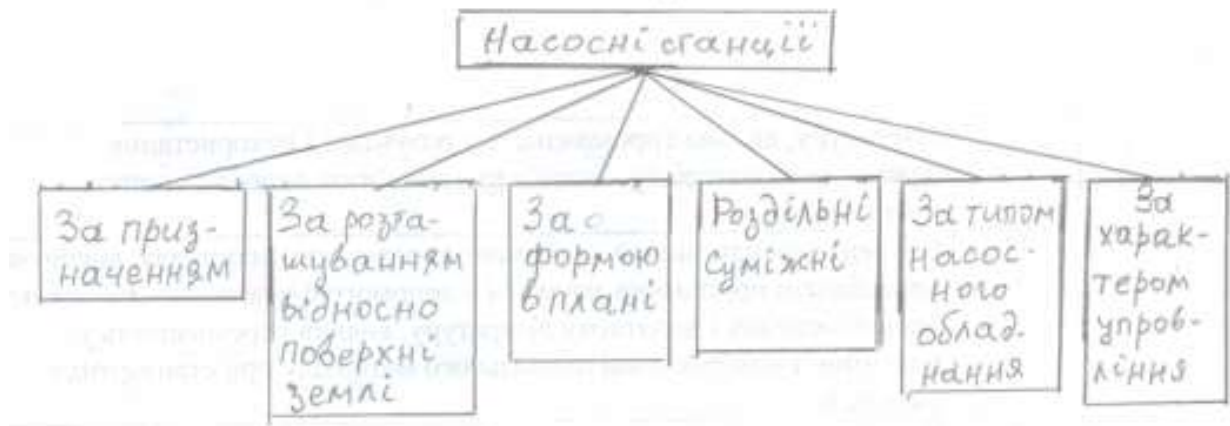 Насосні станції
За приз-
наченням
За розта-
шуванням
відносно
поверхні
землі
За
формою
в плані
Роздільні
суміжні
За типом
насос-
ного
облад-
нання
За
харак-
тером
упров-
ління